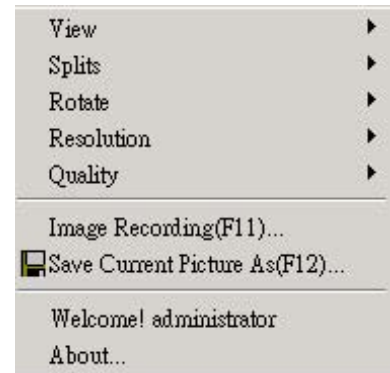 View
Splits
Rotate
Resolution
Quality
Image Recording(F11)...
Save Current Picture As(F12)...
Welcome! administrator
About...